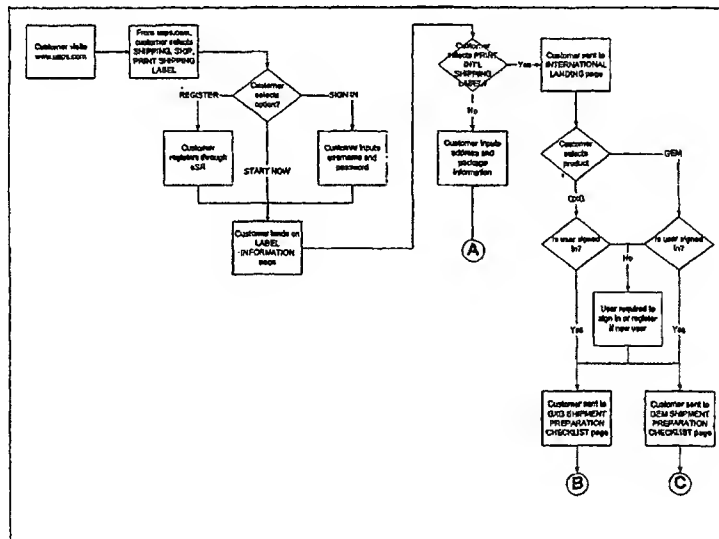 Customer visits
www.usps.com
From usps.com,
customer selects
SHIPPING, SHIP,
PRINT SHIPPING
LABEL
Customer
selects
option?
REGISTER
SIGN IN
START NOW
Customer
registers through
eSR
Customer inputs
username and
password
Customer lands on
LABEL
INFORMATION
page
Customer
selects PRINT
INT'L
SHIPPING
LABEL?
Yes
No
Customer inputs
address and
package
information
A
Customer sent to
INTERNATIONAL
LANDING page
Customer
selects
product
GXG
GEM
Is user signed
in?
Is user signed
in?
No
User required to
sign in or register
if new user
Yes
Yes
Customer sent to
GXG SHIPMENT
PREPARATION
CHECKLIST page
Customer sent to
GEM SHIPMENT
PREPARATION
CHECKLIST page
B
C